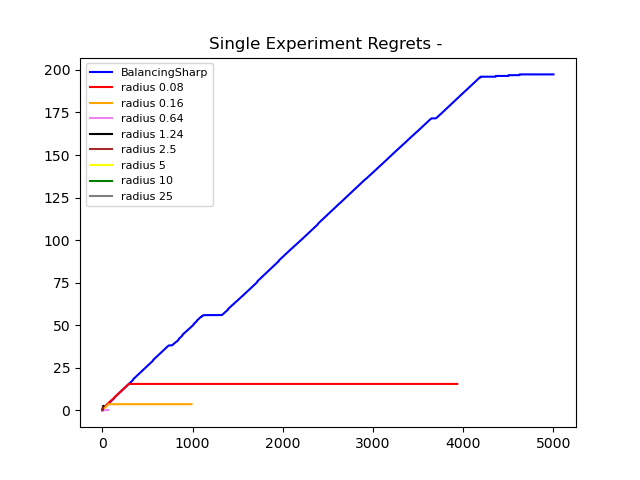 Single Experiment Regrets -
200
175
150
125
100
75
50
25
0
BalancingSharp
radius 0.08
radius 0.16
radius 0.64
radius 1.24
radius 2.5
radius 5
radius 10
radius 25
0 1000 2000 3000 4000 5000